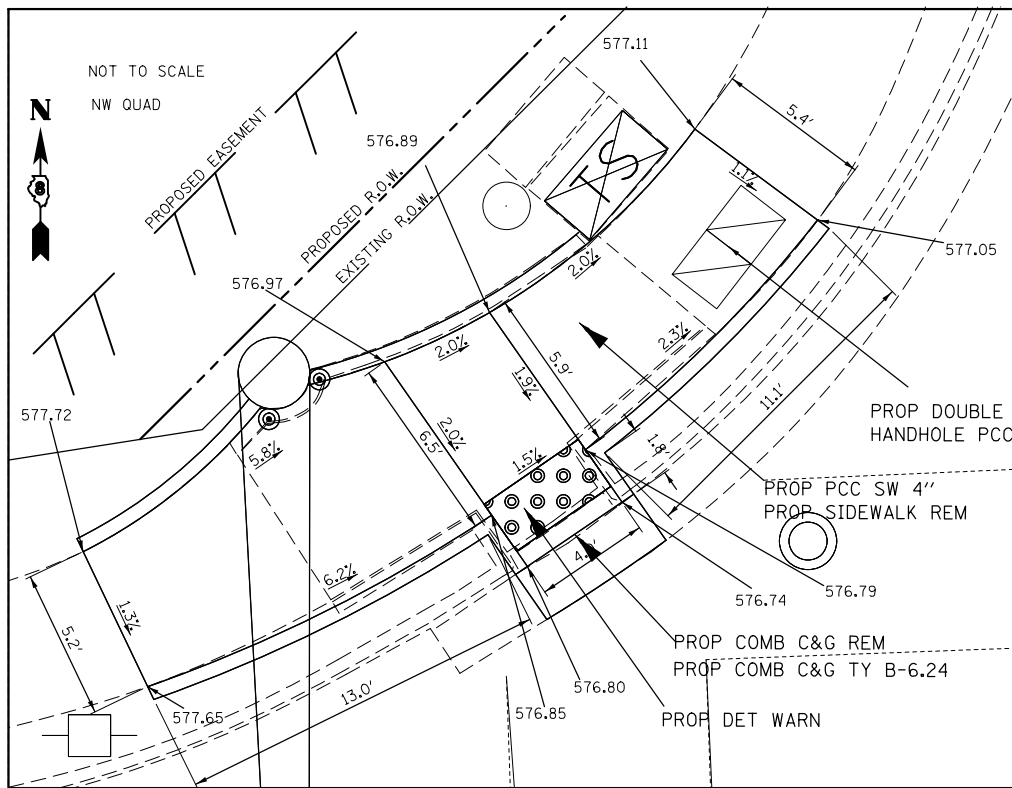 NOT TO SCALE
NW QUAD
N
8
PROPOSED EASEMENT
PROPOSED R.O.W.
EXISTING R.O.W.
577.11
576.89
5.4'
1.1%
TS
577.05
576.97
2.0%
2.0%
2.3%
5.9'
1.9%
11.1'
577.72
5.8%
6.5'
2.0%
1.5%
1.8'
PROP DOUBLE
HANDHOLE PCC
PROP PCC SW 4''
PROP SIDEWALK REM
6.2%
1.3%
5.2'
576.79
576.74
PROP COMB C&G REM
PROP COMB C&G TY B-6.24
576.80
576.85
577.65
13.0'
PROP DET WARN